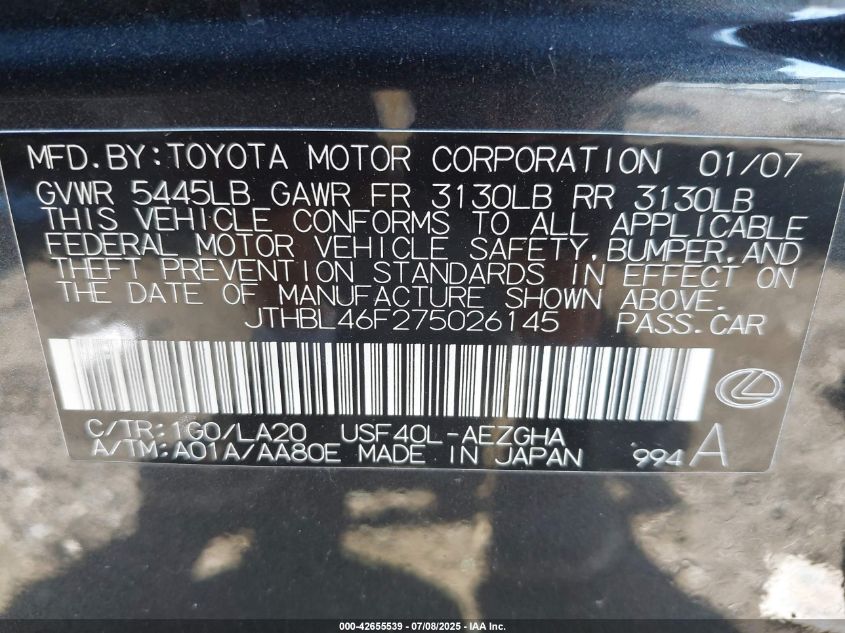 MFD.BY:TOYOTA MOTOR CORPORATION 01/07
GVWR 5445LB GAWR FR 3130LB RR 3130LB
THIS VEHICLE CONFORMS TO ALL APPLICABLE
FEDERAL MOTOR VEHICLE SAFETY,BUMPER,AND
THEFT PREVENTION STANDARDS IN EFFECT ON
THE DATE OF MANUFACTURE SHOWN ABOVE.
JTHBL46F275026145 PASS.CAR
C/TR:1G0/LA20 USF40L-AEZGHA
A/TM:A01A/AA80E MADE IN JAPAN 994A
000-42655539 - 07/08/2025 - IAA Inc.